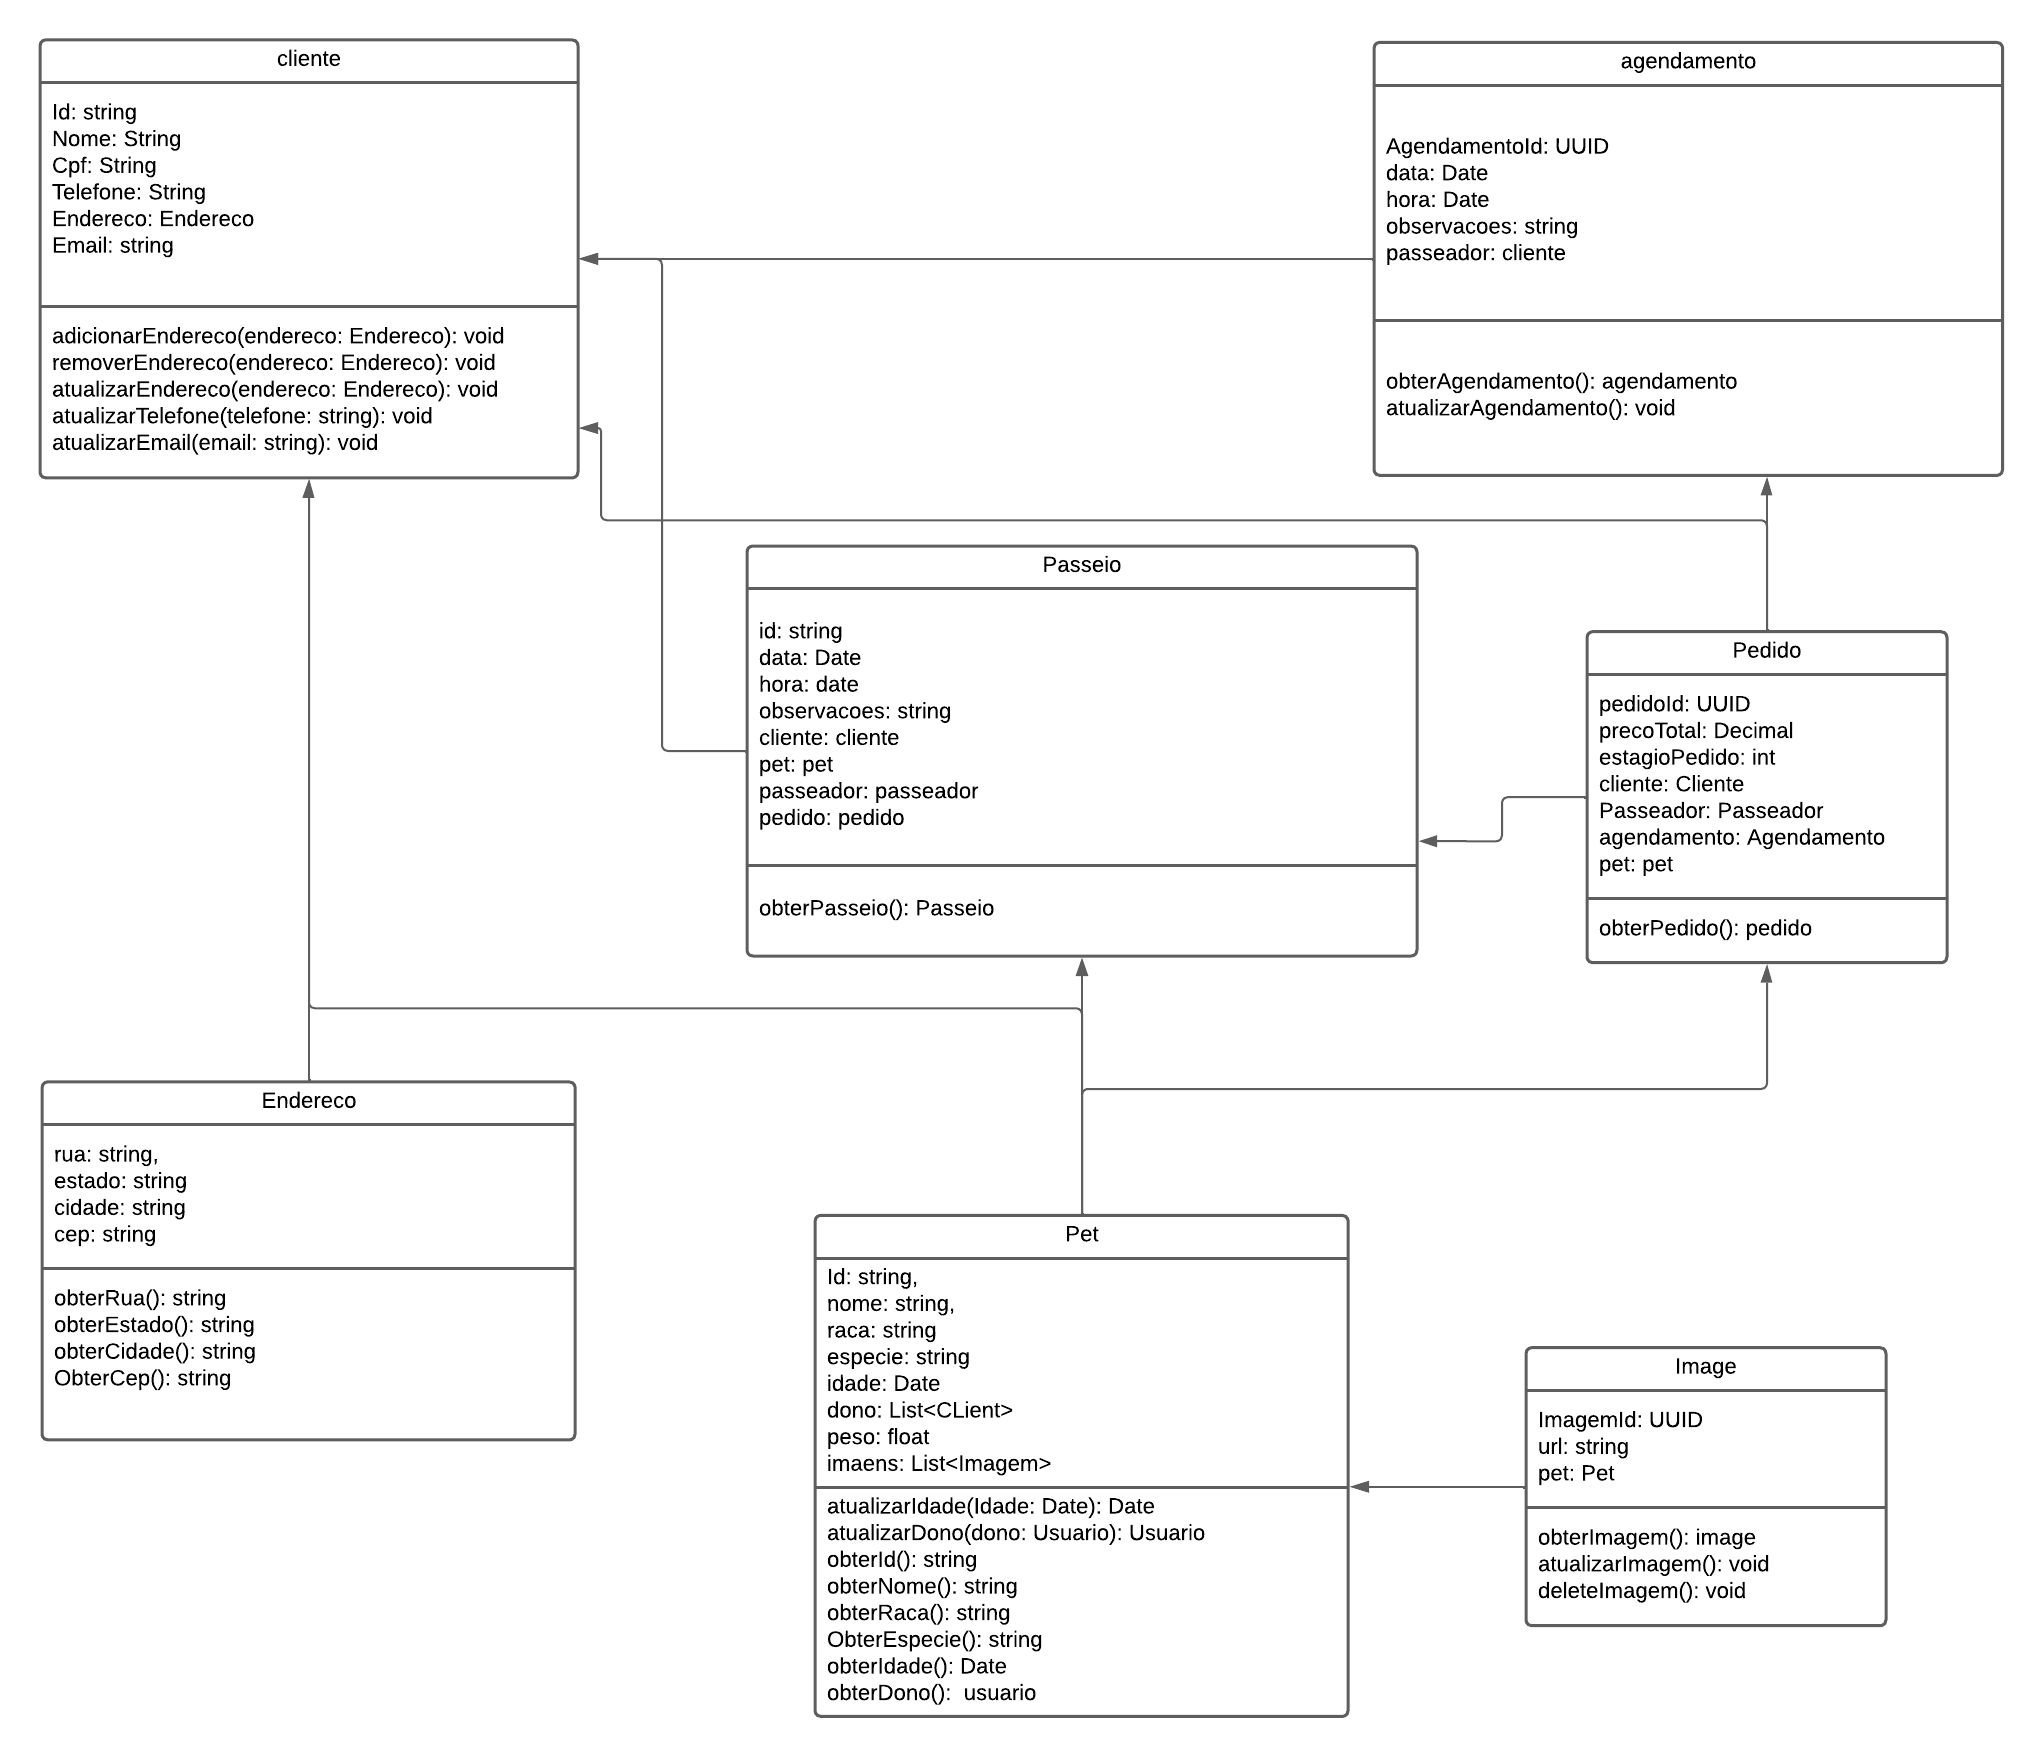 cliente
Id: string
Nome: String
Cpf: String
Telefone: String
Endereco: Endereco
Email: string
adicionarEndereco(endereco: Endereco): void
removerEndereco(endereco: Endereco): void
atualizarEndereco(endereco: Endereco): void
atualizarTelefone(telefone: string): void
atualizarEmail(email: string): void
agendamento
AgendamentoId: UUID
data: Date
hora: Date
observacoes: string
passeador: cliente
obterAgendamento(): agendamento
atualizarAgendamento(): void
Passeio
id: string
data: Date
hora: date
observacoes: string
cliente: cliente
pet: pet
passeador: passeador
pedido: pedido
obterPasseio(): Passeio
Pedido
pedidoId: UUID
precoTotal: Decimal
estagioPedido: int
cliente: Cliente
Passeador: Passeador
agendamento: Agendamento
pet: pet
obterPedido(): pedido
Endereco
rua: string,
estado: string
cidade: string
cep: string
obterRua(): string
obterEstado(): string
obterCidade(): string
ObterCep(): string
Pet
Id: string,
nome: string,
raca: string
especie: string
idade: Date
dono: List<CLient>
peso: float
imaens: List<Imagem>
atualizarIdade(Idade: Date): Date
atualizarDono(dono: Usuario): Usuario
obterId(): string
obterNome(): string
obterRaca(): string
ObterEspecie(): string
obterIdade(): Date
obterDono():  usuario
Image
ImagemId: UUID
url: string
pet: Pet
obterImagem(): image
atualizarImagem(): void
deleteImagem(): void